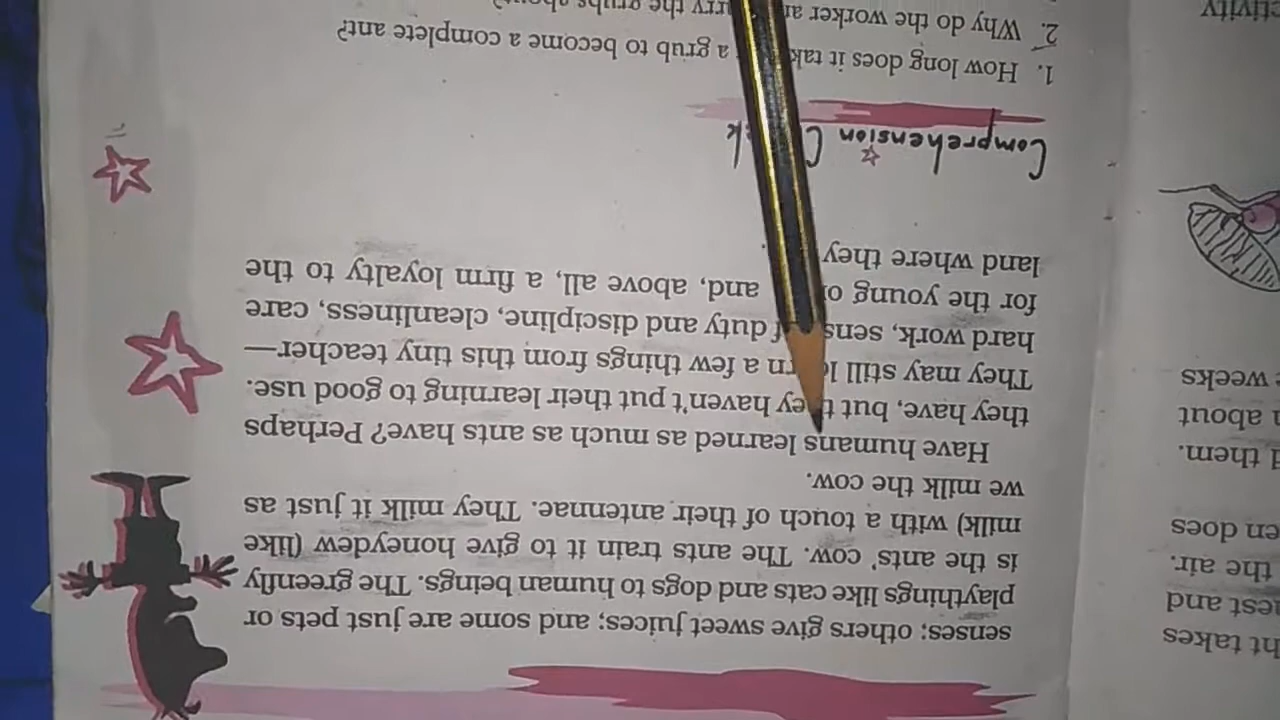 senses; others give sweet juices; and some are just pets or
playthings like cats and dogs to human beings. The greenfly
is the ants' cow. The ants train it to give honeydew (like
milk) with a touch of their antennae. They milk it just as
we milk the cow.
Have humans learned as much as ants have? Perhaps
they have, but they haven't put their learning to good use.
They may still learn a few things from this tiny teacher—
hard work, sense of duty and discipline, cleanliness, care
for the young and, above all, a firm loyalty to the
land where they
Comprehension Check
1. How long does it take a grub to become a complete ant?
2. Why do the worker carry the grubs about?
takes
and
the air.
does
them.
about
weeks